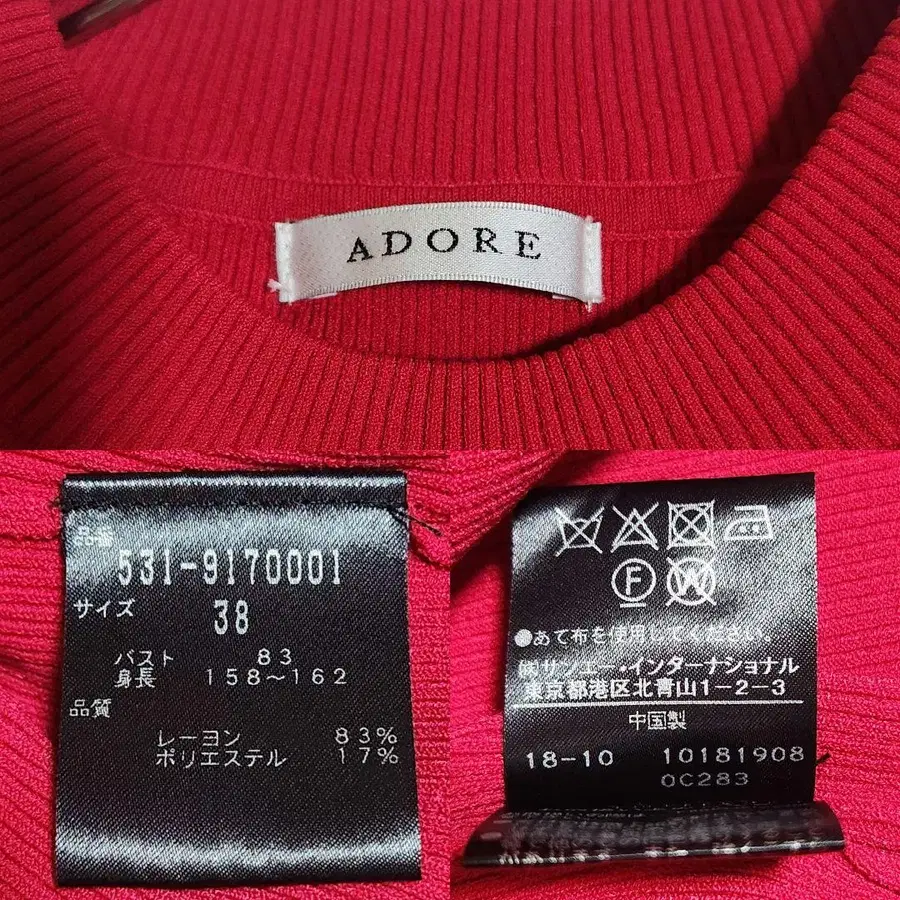 ADORE
品番
531-9170001
サイズ
38
バスト 83
身長 158~162
品質
レーヨン 83%
ポリエステル 17%
F
W
●あて布を使用してください。
㈱サンエー・インターナショナル
東京都港区北青山1-2-3
中国製
18-10 10181908
0C283